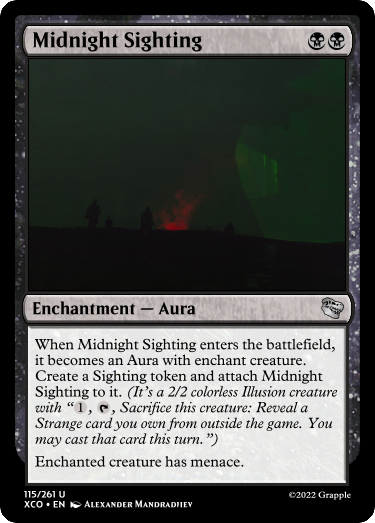 Midnight Sighting
Enchantment — Aura
When Midnight Sighting enters the battlefield,
it becomes an Aura with enchant creature.
Create a Sighting token and attach Midnight
Sighting to it. (It's a 2/2 colorless Illusion creature
with "1, , Sacrifice this creature: Reveal a
Strange card you own from outside the game. You
may cast that card this turn.")
Enchanted creature has menace.
115/261 U
XCO • EN Alexander Mandradjiev
©2022 Grapple